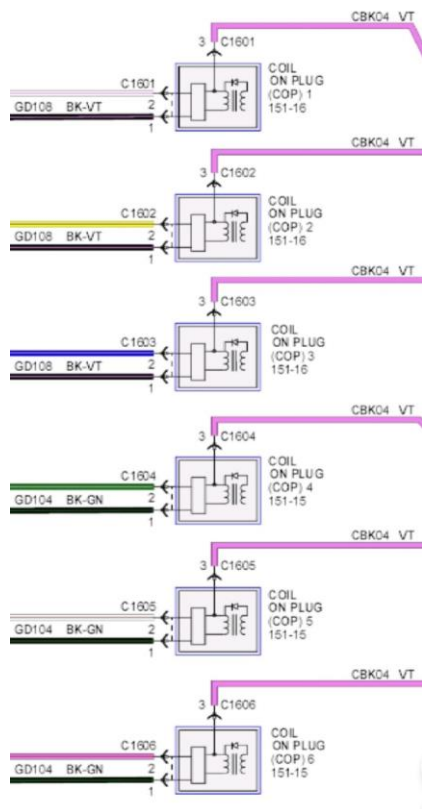 CBK04 VT
3 C1601
C1601
2
GD108 BK-VT
1
COIL
ON PLUG
(COP) 1
151-16
CBK04 VT
3 C1602
C1602
2
GD108 BK-VT
1
COIL
ON PLUG
(COP) 2
151-16
CBK04 VT
3 C1603
C1603
2
GD108 BK-VT
1
COIL
ON PLUG
(COP) 3
151-16
CBK04 VT
3 C1604
C1604
2
GD104 BK-GN
1
COIL
ON PLUG
(COP) 4
151-15
CBK04 VT
3 C1605
C1605
2
GD104 BK-GN
1
COIL
ON PLUG
(COP) 5
151-15
CBK04 VT
3 C1606
C1606
2
GD104 BK-GN
1
COIL
ON PLUG
(COP) 6
151-15